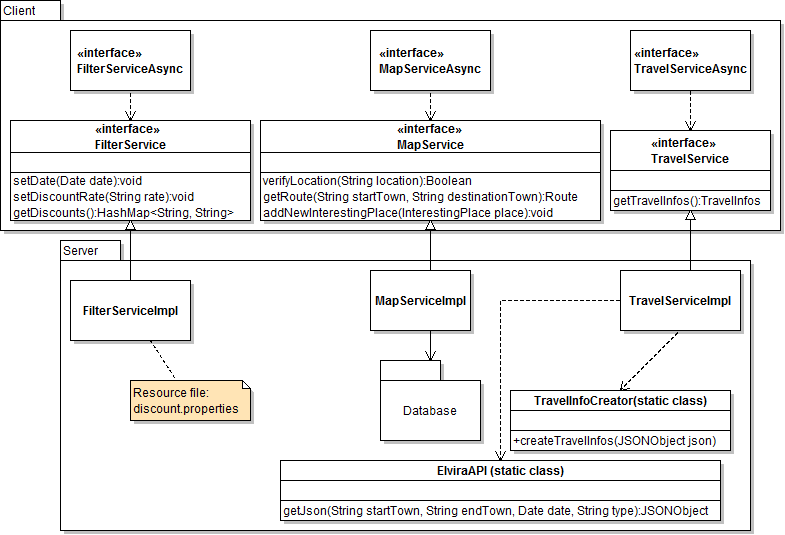 Client
«interface»
FilterServiceAsync
«interface»
MapServiceAsync
«interface»
TravelServiceAsync
«interface»
FilterService
setDate(Date date):void
setDiscountRate(String rate):void
getDiscounts():HashMap<String, String>
«interface»
MapService
verifyLocation(String location):Boolean
getRoute(String startTown, String destinationTown):Route
addNewInterestingPlace(InterestingPlace place):void
«interface»
TravelService
getTravelInfos():TravelInfos
Server
FilterServiceImpl
MapServiceImpl
TravelServiceImpl
Resource file:
discount.properties
Database
TravelInfoCreator(static class)
+createTravelInfos(JSONObject json)
ElviraAPI (static class)
getJson(String startTown, String endTown, Date date, String type):JSONObject